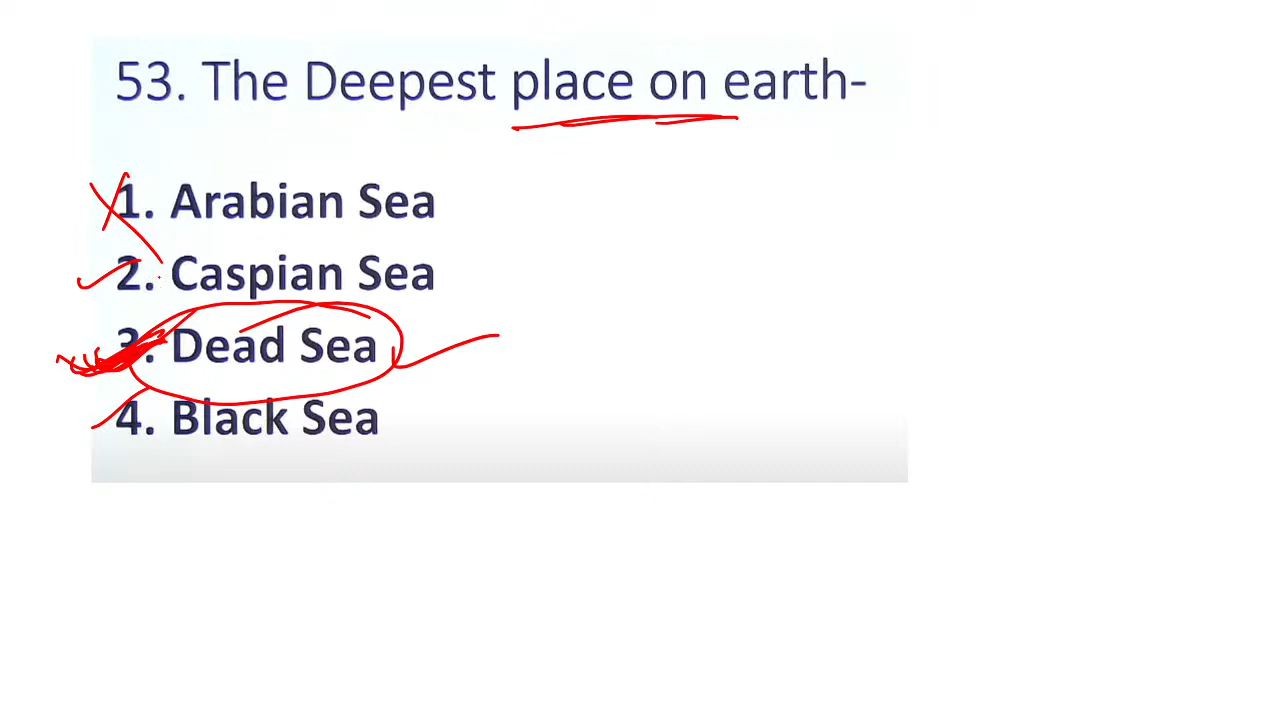 53. The Deepest place on earth-
1. Arabian Sea
2. Caspian Sea
3. Dead Sea
4. Black Sea